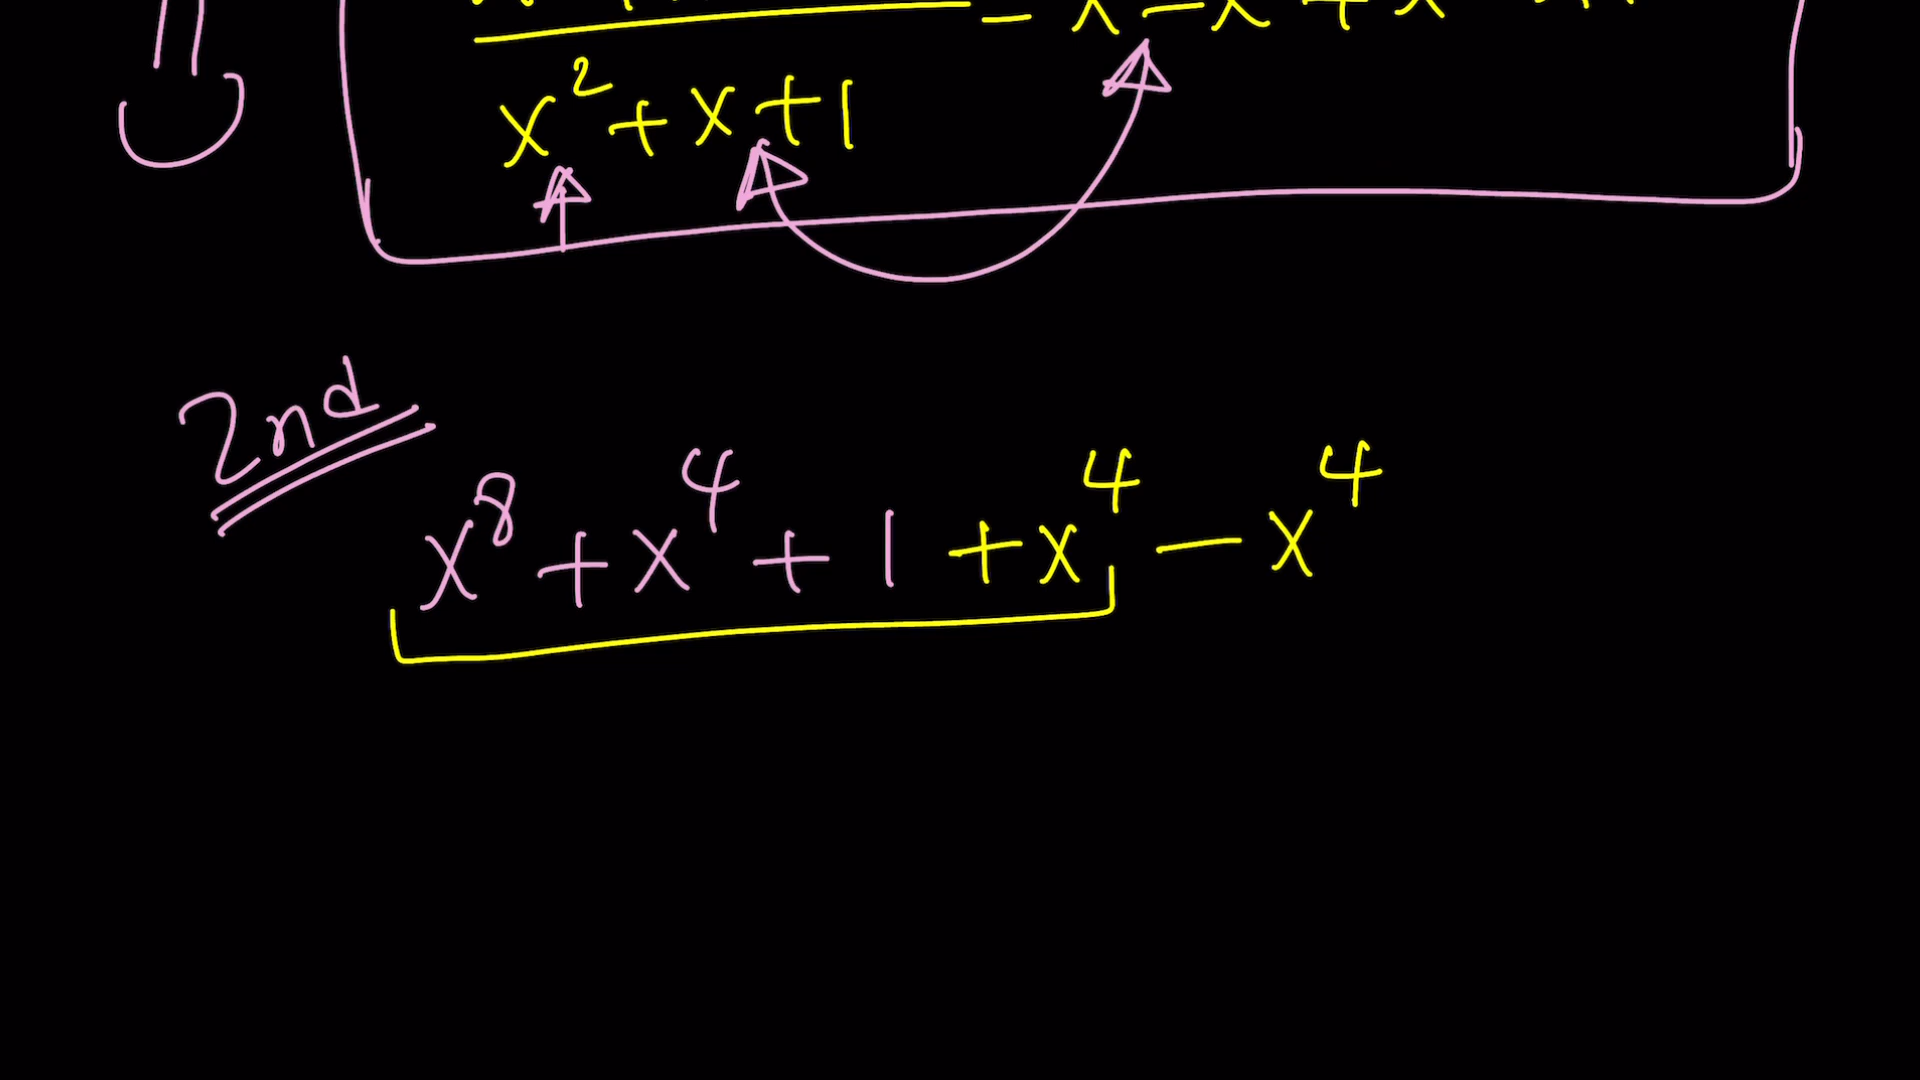 x² + x + 1
2nd
x⁸ + x⁴ + 1 + x⁴ − x⁴